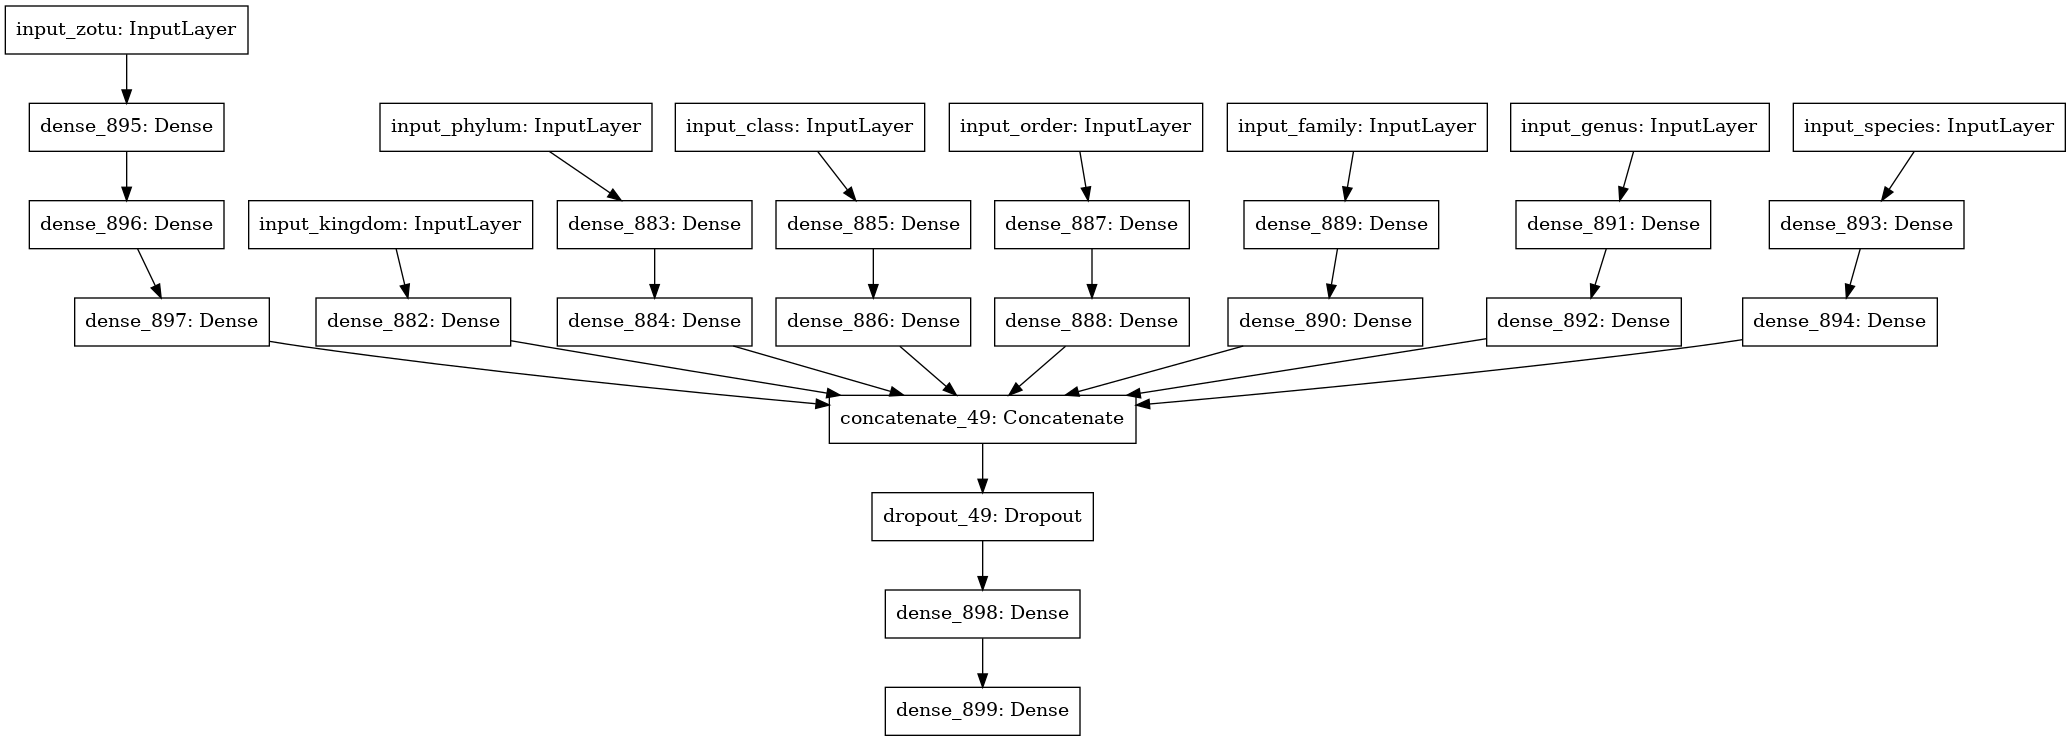 input_zotu: InputLayer
dense_895: Dense
input_phylum: InputLayer
input_class: InputLayer
input_order: InputLayer
input_family: InputLayer
input_genus: InputLayer
input_species: InputLayer
dense_896: Dense
input_kingdom: InputLayer
dense_883: Dense
dense_885: Dense
dense_887: Dense
dense_889: Dense
dense_891: Dense
dense_893: Dense
dense_897: Dense
dense_882: Dense
dense_884: Dense
dense_886: Dense
dense_888: Dense
dense_890: Dense
dense_892: Dense
dense_894: Dense
concatenate_49: Concatenate
dropout_49: Dropout
dense_898: Dense
dense_899: Dense